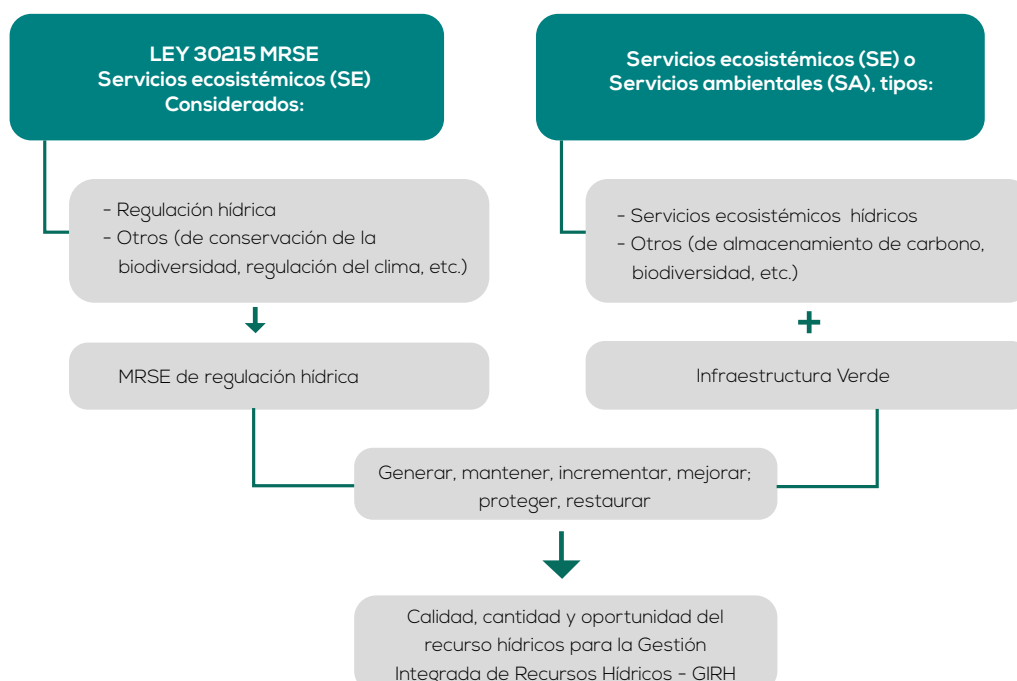 LEY 30215 MRSE
Servicios ecosistémicos (SE)
Considerados:
Servicios ecosistémicos (SE) o
Servicios ambientales (SA), tipos:
- Regulación hídrica
- Otros (de conservación de la
biodiversidad, regulación del clima, etc.)
- Servicios ecosistémicos hídricos
- Otros (de almacenamiento de carbono,
biodiversidad, etc.)
+
MRSE de regulación hídrica
Infraestructura Verde
Generar, mantener, incrementar, mejorar;
proteger, restaurar
Calidad, cantidad y oportunidad del
recurso hídricos para la Gestión
Integrada de Recursos Hídricos - GIRH